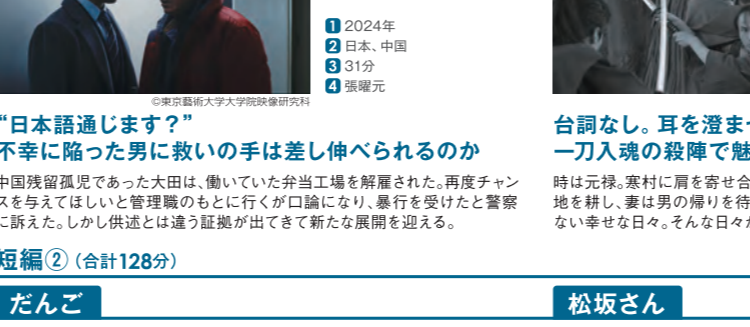 1 2024年
2 日本、中国
3 31分
4 張曜元
©東京藝術大学大学院映像研究科
“日本語通じます？”
不幸に陥った男に救いの手は差し伸べられるのか
中国残留孤児であった大田は、働いていた弁当工場を解雇された。再度チャン
スを与えてほしいと管理職のもとに行くが口論になり、暴行を受けたと警察
に訴えた。しかし供述とは違う証拠が出てきて新たな展開を迎える。
台詞なし。耳を澄ませ
一刀入魂の殺陣で魅
時は元禄。寒村に肩を寄せ合
地を耕し、妻は男の帰りを待
ない幸せな日々。そんな日々が
短編②（合計128分）
だんご
松坂さん